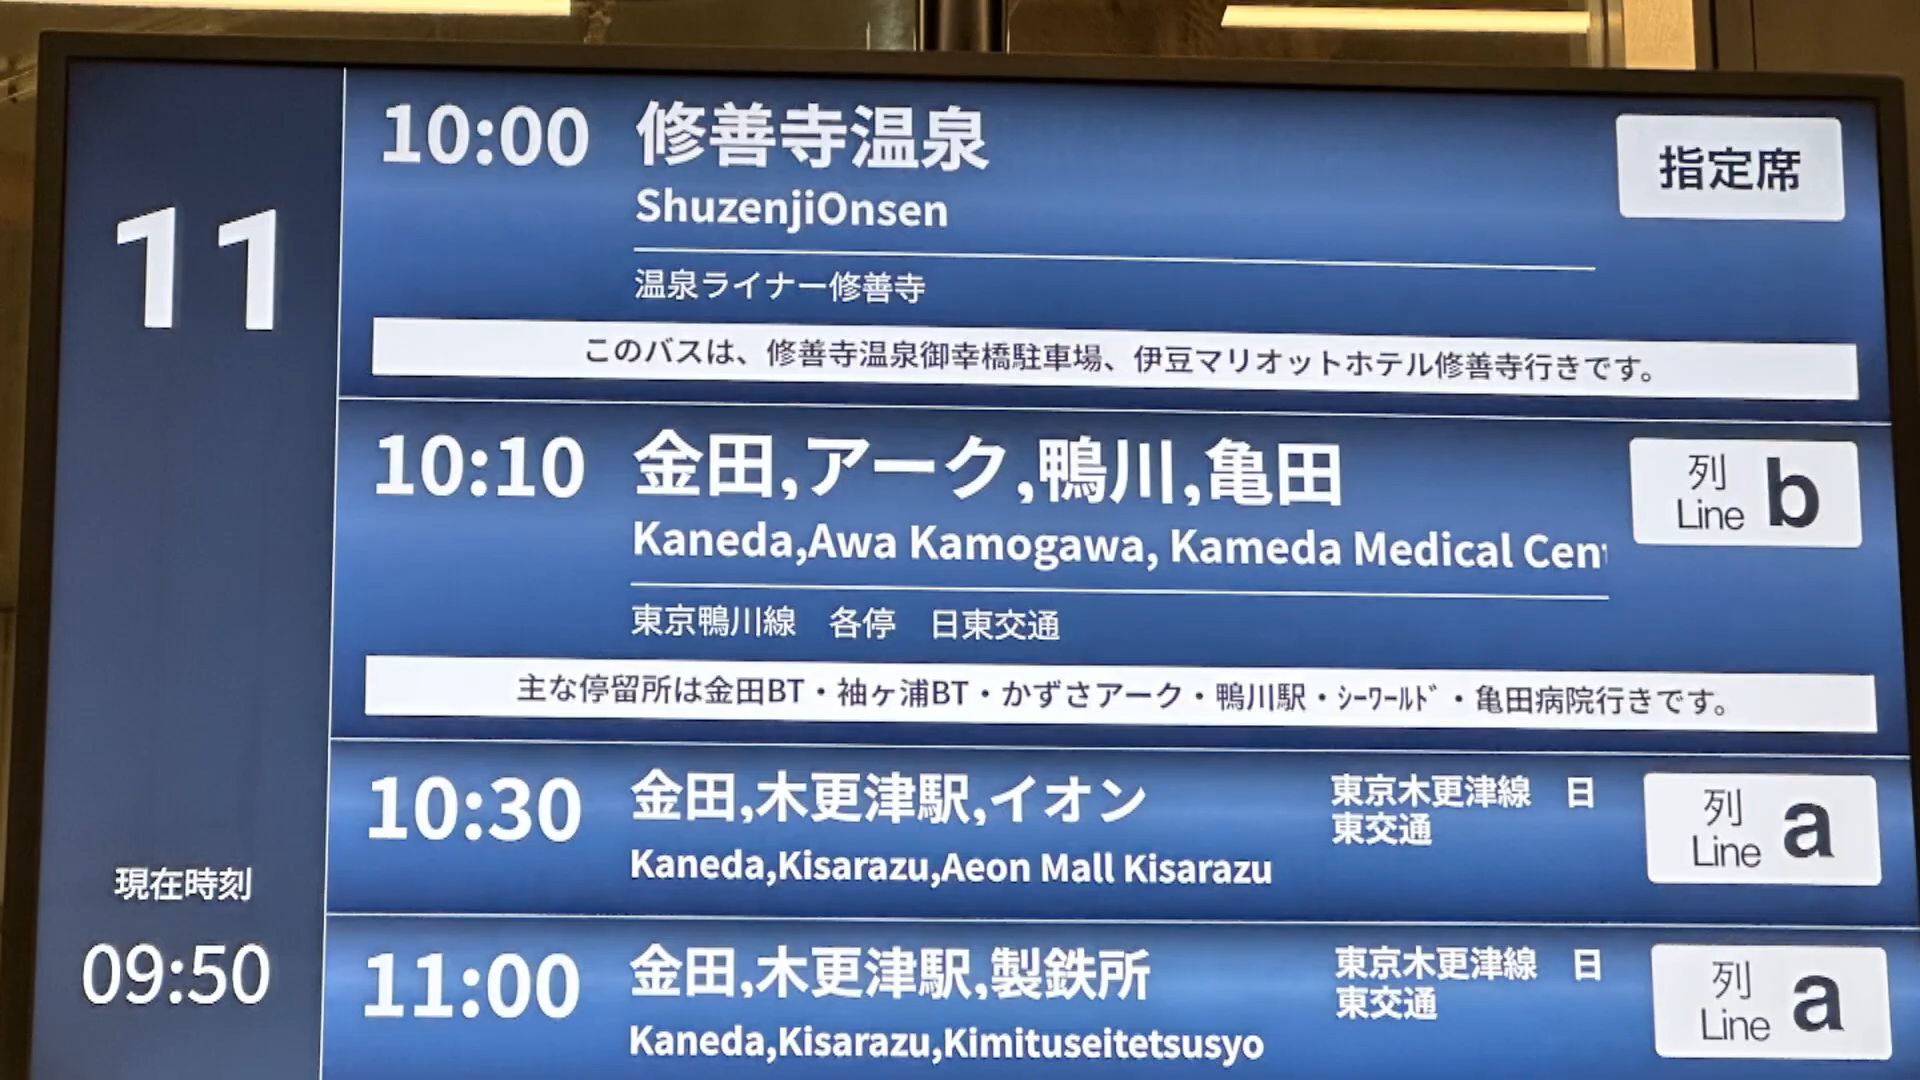 11
現在時刻
09:50
10:00 修善寺温泉 指定席
ShuzenjiOnsen
温泉ライナー修善寺
このバスは、修善寺温泉御幸橋駐車場、伊豆マリオットホテル修善寺行きです。
10:10 金田,アーク,鴨川,亀田 列 Line b
Kaneda,Awa Kamogawa, Kameda Medical Cen
東京鴨川線 各停 日東交通
主な停留所は金田BT・袖ヶ浦BT・かずさアーク・鴨川駅・ｼｰﾜｰﾙﾄﾞ・亀田病院行きです。
10:30 金田,木更津駅,イオン 東京木更津線 日
東交通 列 Line a
Kaneda,Kisarazu,Aeon Mall Kisarazu
11:00 金田,木更津駅,製鉄所 東京木更津線 日
東交通 列 Line a
Kaneda,Kisarazu,Kimituseitetsusyo